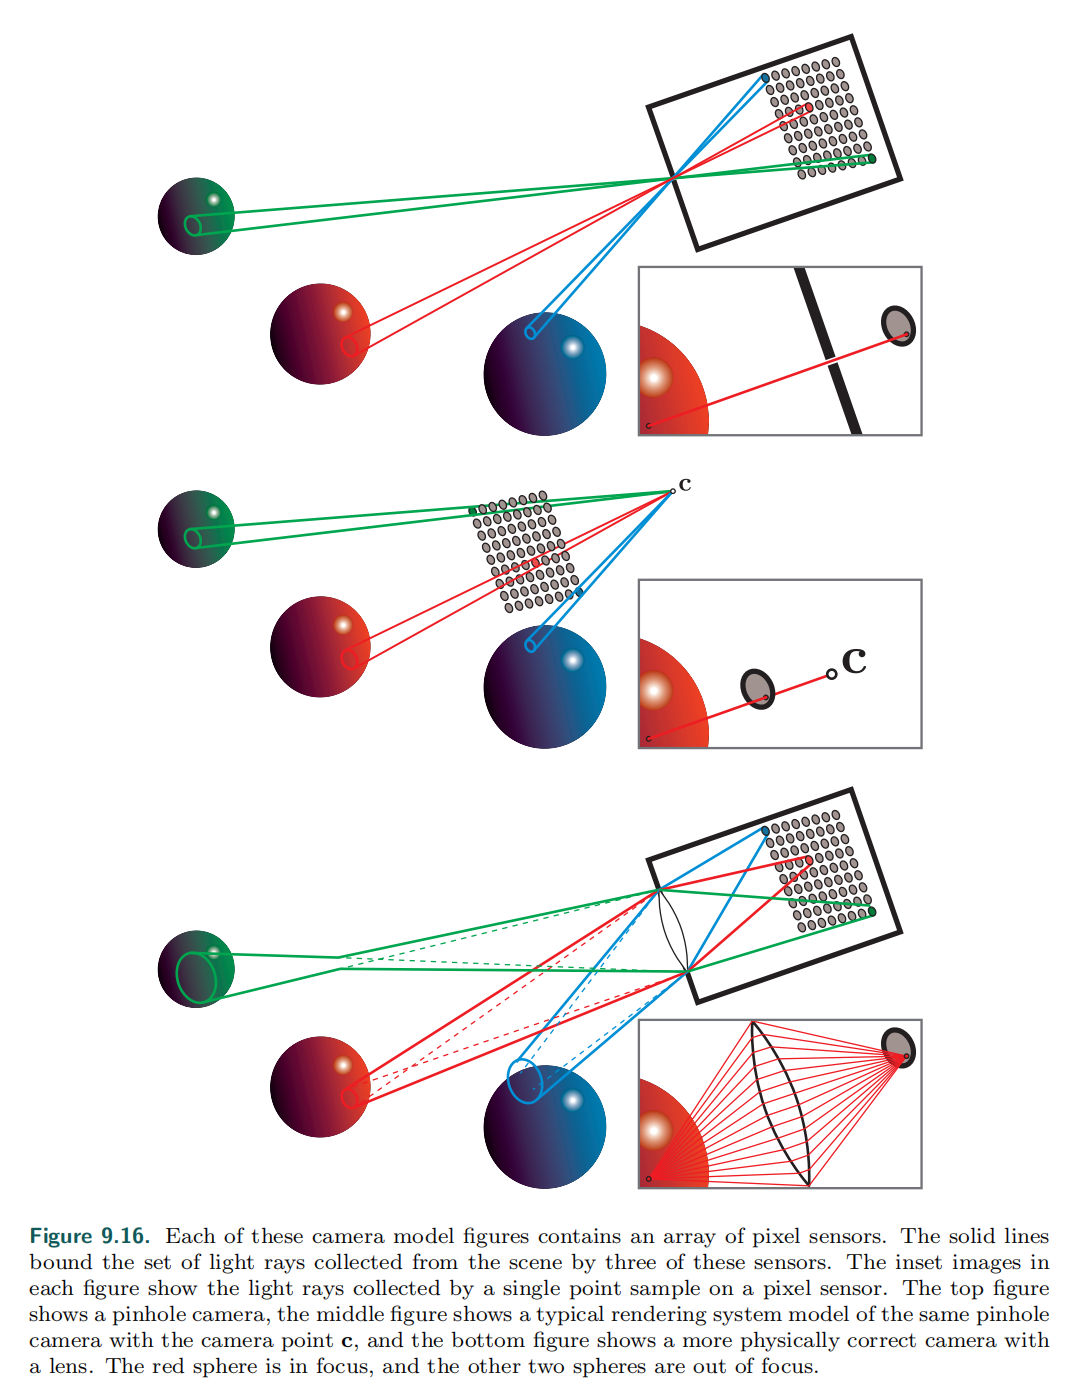 c
c
Figure 9.16. Each of these camera model figures contains an array of pixel sensors. The solid lines
bound the set of light rays collected from the scene by three of these sensors. The inset images in
each figure show the light rays collected by a single point sample on a pixel sensor. The top figure
shows a pinhole camera, the middle figure shows a typical rendering system model of the same pinhole
camera with the camera point c, and the bottom figure shows a more physically correct camera with
a lens. The red sphere is in focus, and the other two spheres are out of focus.